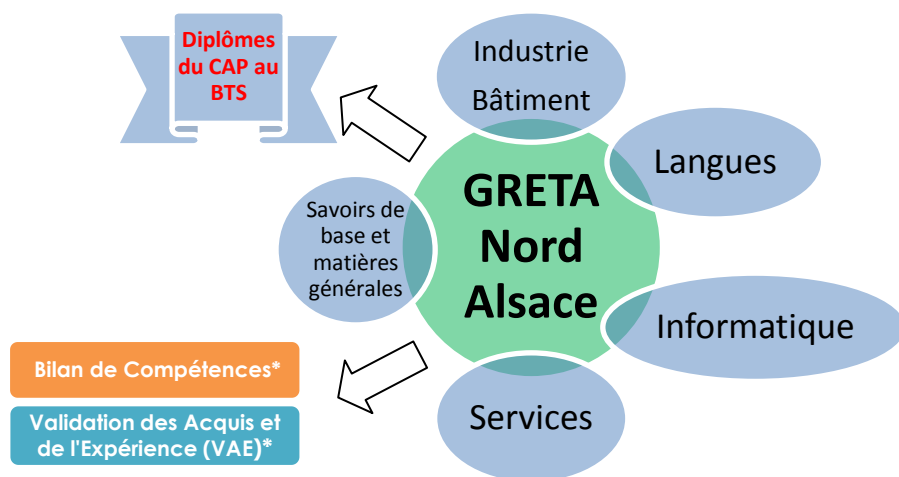 Diplômes
du CAP au
BTS
Industrie
Bâtiment
Langues
GRETA
Nord
Alsace
Savoirs de
base et
matières
générales
Informatique
Services
Bilan de Compétences*
Validation des Acquis et
de l'Expérience (VAE)*